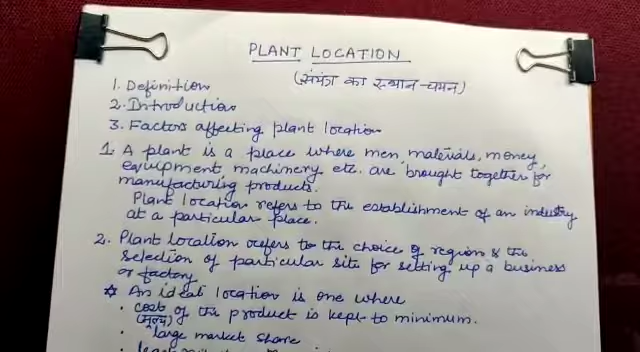 PLANT LOCATION
(संयंत्र का स्थान-चयन)
1. Definition
2. Introduction
3. Factors affecting plant location
1. A plant is a place where men, materials, money,
equipment, machinery etc. are brought together for
manufacturing products.
Plant location refers to the establishment of an industry
at a particular place.
2. Plant location refers to the choice of region & the
selection of particular site for setting up a business
or factory.
☆ An ideal location is one where
• cost of the product is kept to minimum.
(मूल्य)
• large market share